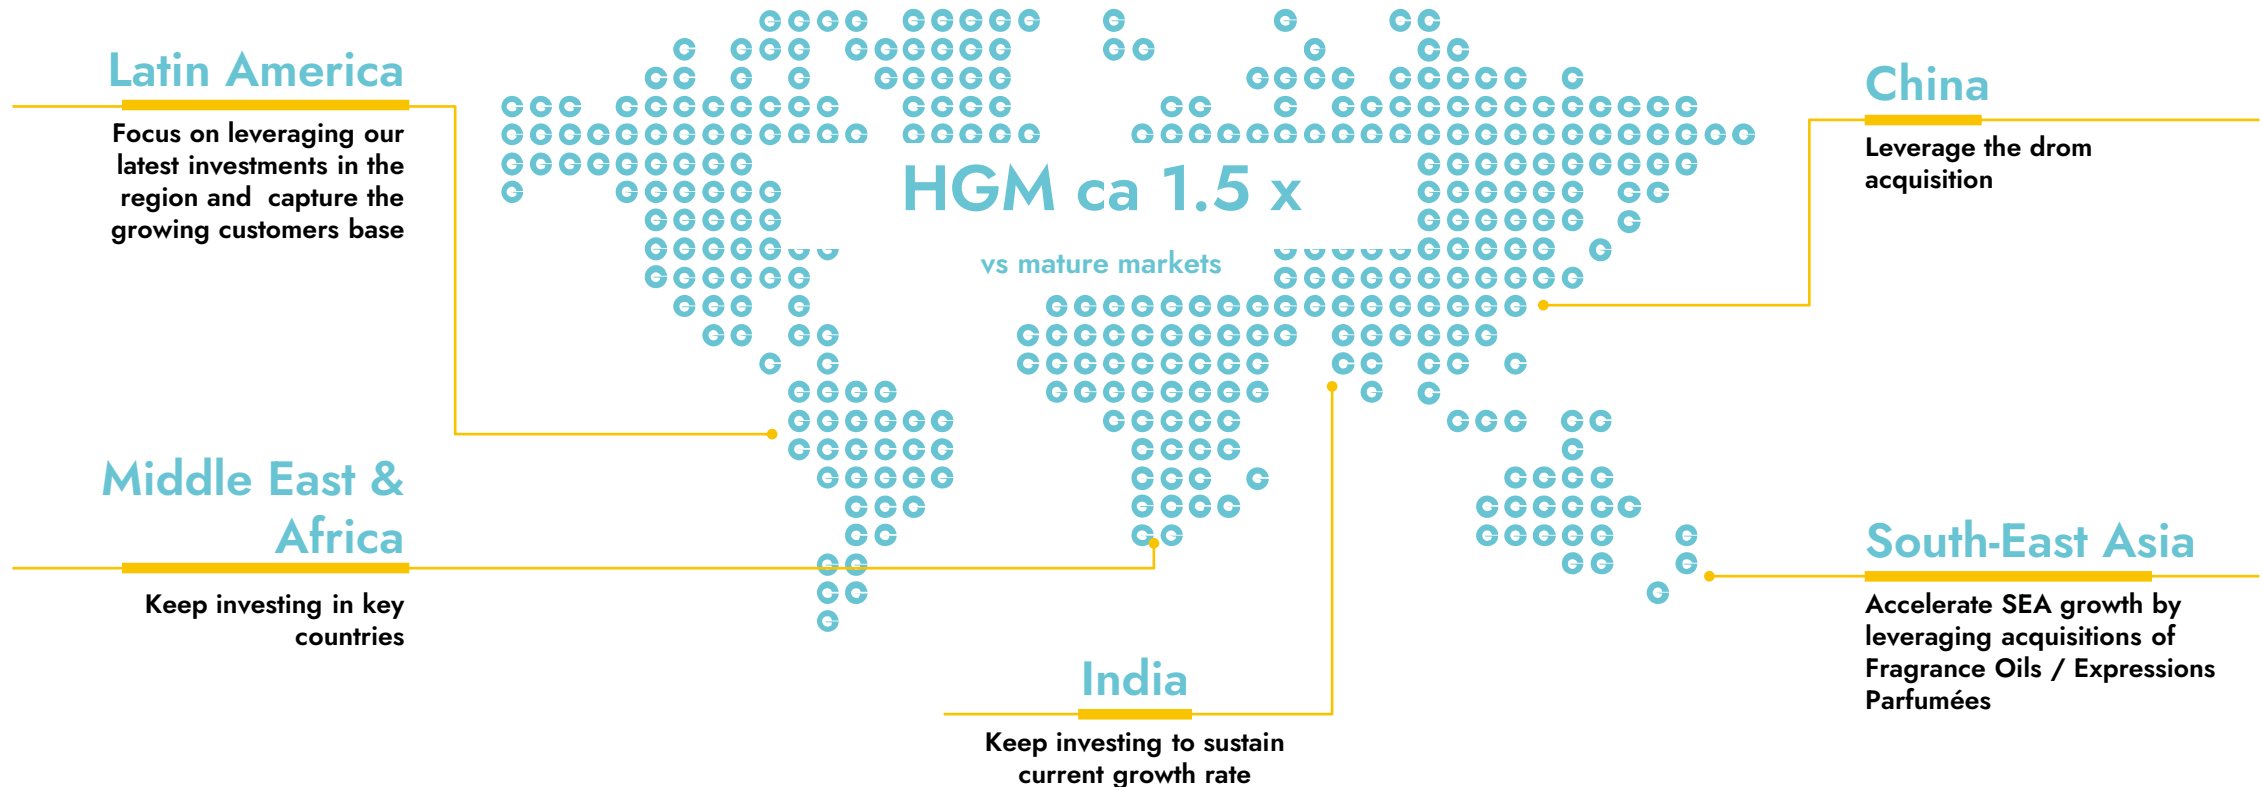 Latin America
Focus on leveraging our
latest investments in the
region and capture the
growing customers base
Middle East &
Africa
Keep investing in key
countries
HGM ca 1.5 x
vs mature markets
India
Keep investing to sustain
current growth rate
China
Leverage the drom
acquisition
South-East Asia
Accelerate SEA growth by
leveraging acquisitions of
Fragrance Oils / Expressions
Parfumées